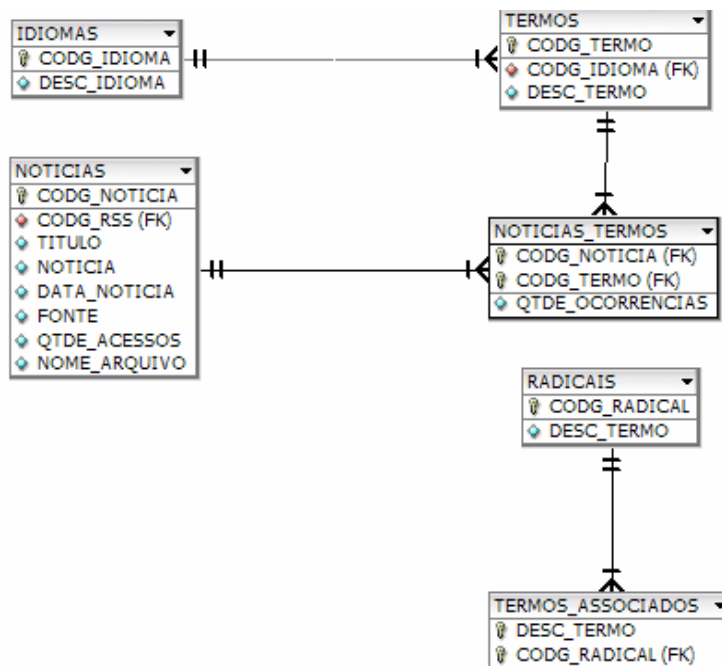 IDIOMAS
CODG_IDIOMA
DESC_IDIOMA
TERMOS
CODG_TERMO
CODG_IDIOMA (FK)
DESC_TERMO
NOTICIAS
CODG_NOTICIA
CODG_RSS (FK)
TITULO
NOTICIA
DATA_NOTICIA
FONTE
QTDE_ACESSOS
NOME_ARQUIVO
NOTICIAS_TERMOS
CODG_NOTICIA (FK)
CODG_TERMO (FK)
QTDE_OCORRENCIAS
RADICAIS
CODG_RADICAL
DESC_TERMO
TERMOS_ASSOCIADOS
DESC_TERMO
CODG_RADICAL (FK)